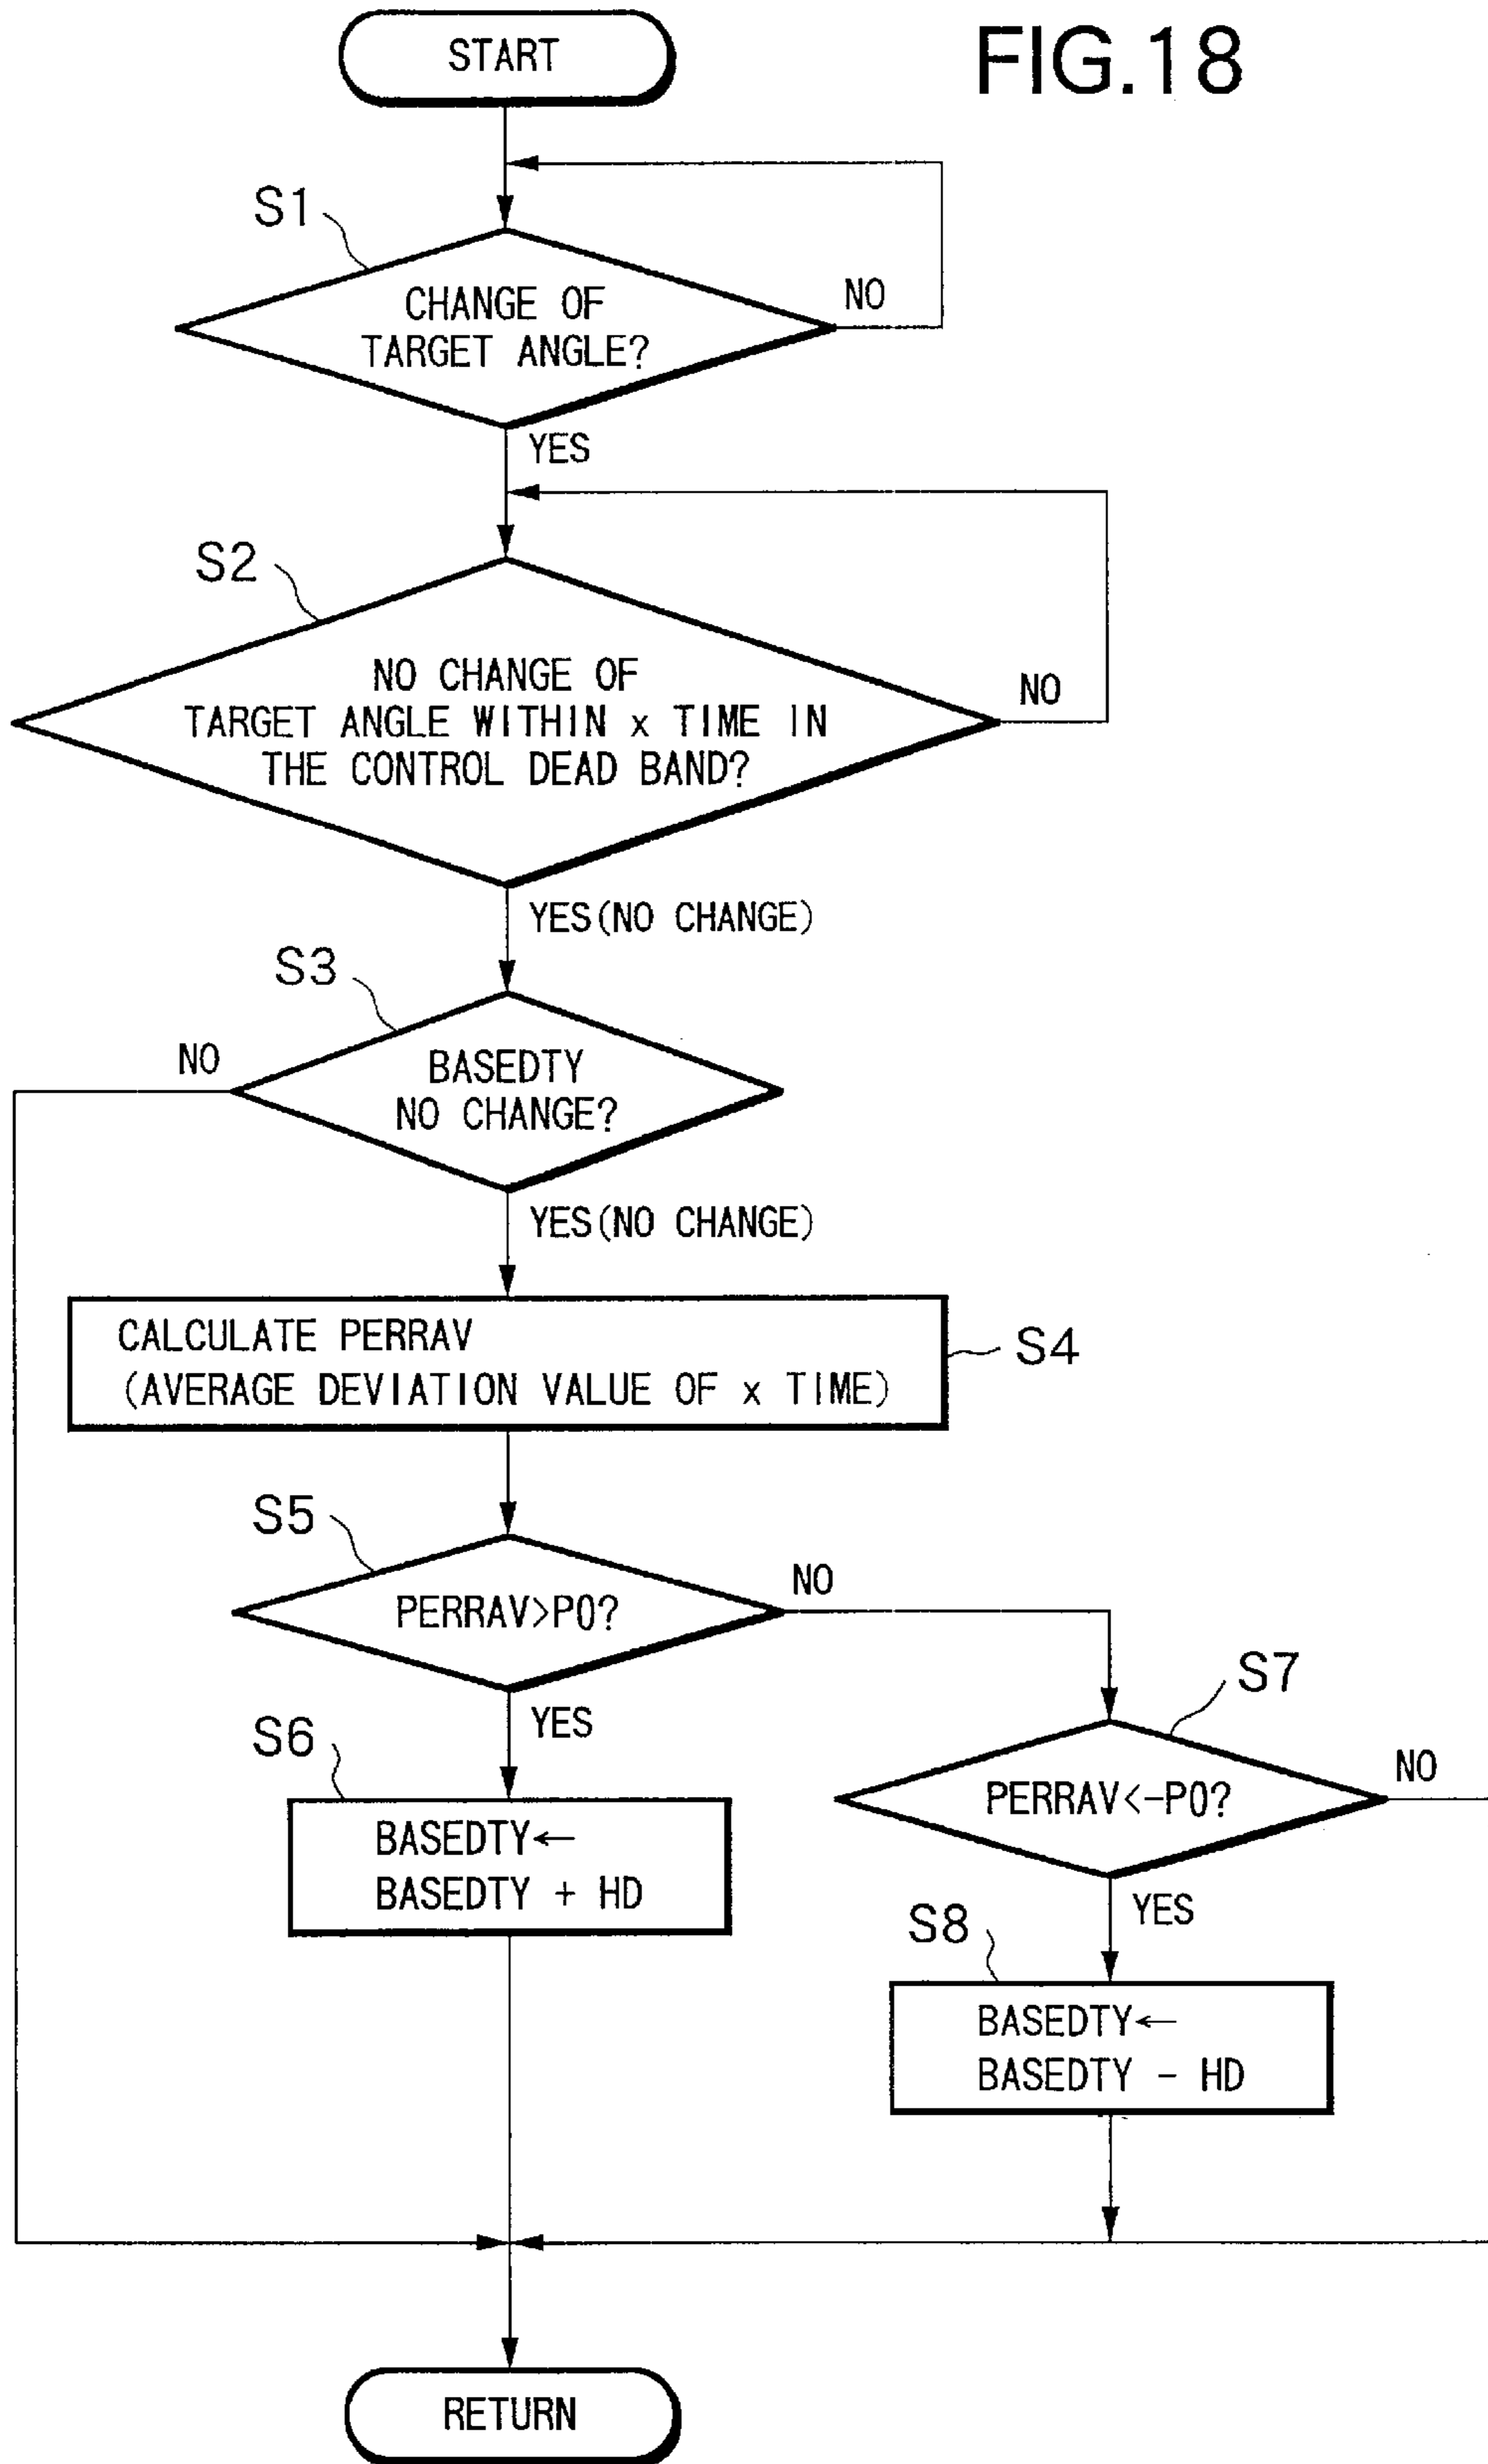 FIG.18
START
S1
CHANGE OF
TARGET ANGLE?
NO
YES
S2
NO CHANGE OF
TARGET ANGLE WITHIN x TIME IN
THE CONTROL DEAD BAND?
NO
YES(NO CHANGE)
S3
NO
BASEDTY
NO CHANGE?
YES(NO CHANGE)
CALCULATE PERRAV
(AVERAGE DEVIATION VALUE OF x TIME)
S4
S5
PERRAV>P0?
NO
YES
S6
BASEDTY←
BASEDTY + HD
S7
PERRAV<-P0?
NO
YES
S8
BASEDTY←
BASEDTY - HD
RETURN